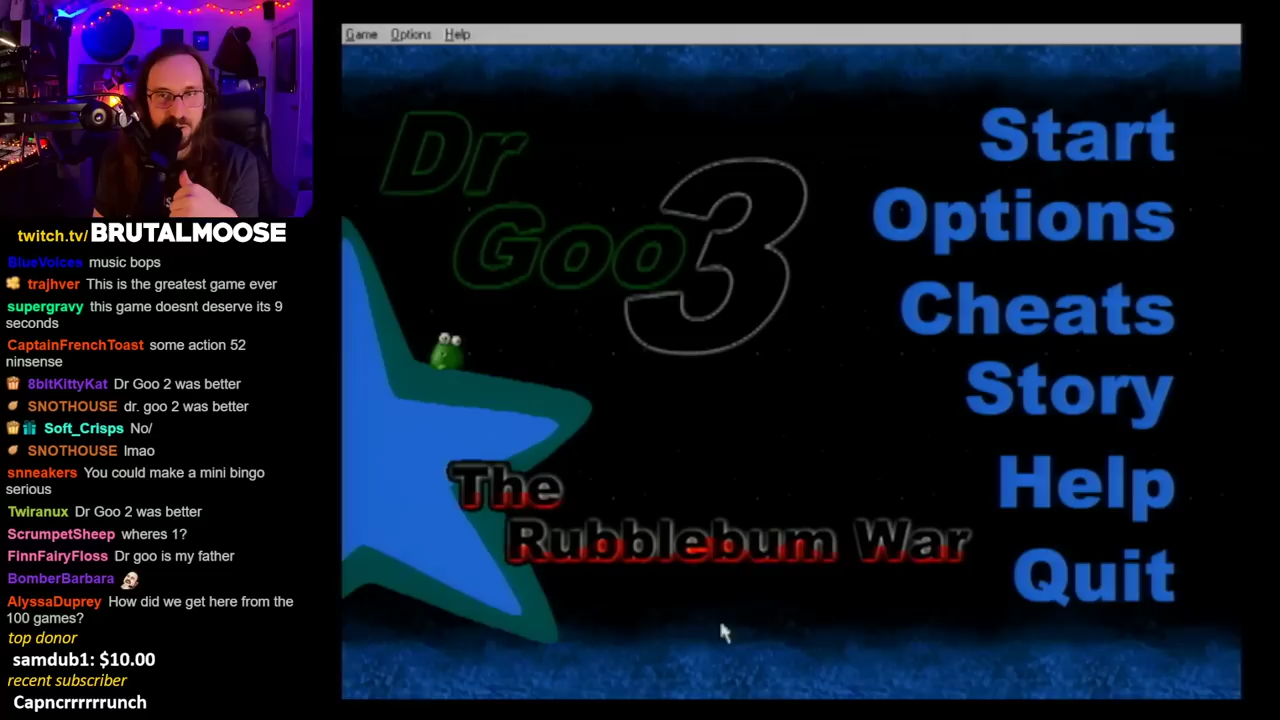 twitch.tv/BRUTALMOOSE
BlueVoices music bops
trajhver This is the greatest game ever
supergravy this game doesnt deserve its 9
seconds
CaptainFrenchToast some action 52
ninsense
8bitKittyKat Dr Goo 2 was better
SNOTHOUSE dr. goo 2 was better
Soft_Crisps No/
SNOTHOUSE lmao
snneakers You could make a mini bingo
serious
Twiranux Dr Goo 2 was better
ScrumpetSheep wheres 1?
FinnFairyFloss Dr goo is my father
BomberBarbara
AlyssaDuprey How did we get here from the
100 games?
top donor
samdub1: $10.00
recent subscriber
Capncrrrrrrunch
Game Options Help
Dr
Goo 3
The
Rubblebum War
Start
Options
Cheats
Story
Help
Quit